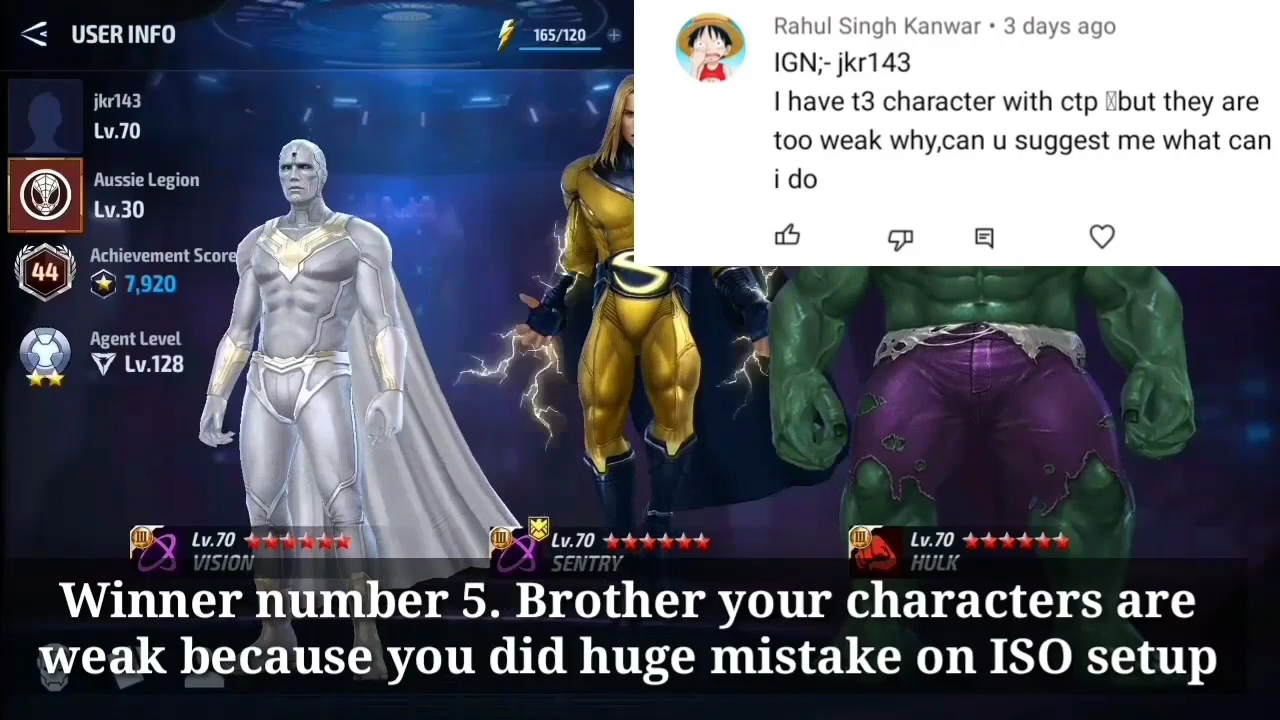 USER INFO
165/120
jkr143
Lv.70
Aussie Legion
Lv.30
44
Achievement Score
7,920
Agent Level
Lv.128
Rahul Singh Kanwar • 3 days ago
IGN;- jkr143
I have t3 character with ctp but they are
too weak why,can u suggest me what can
i do
III Lv.70
VISION
III Lv.70
SENTRY
III Lv.70
HULK
Winner number 5. Brother your characters are
weak because you did huge mistake on ISO setup